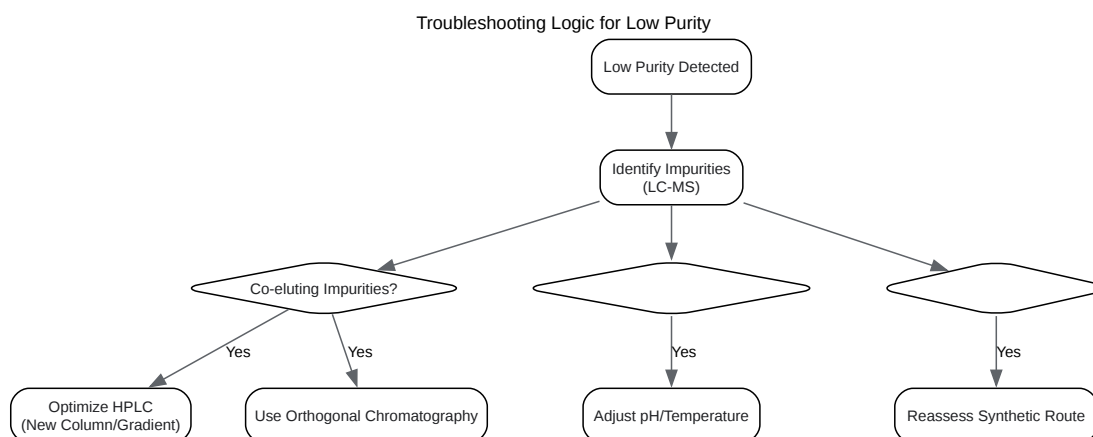 Troubleshooting Logic for Low Purity
Low Purity Detected
Identify Impurities
(LC-MS)
Co-eluting Impurities?
Yes
Yes
Yes
Yes
Optimize HPLC
(New Column/Gradient)
Use Orthogonal Chromatography
Adjust pH/Temperature
Reassess Synthetic Route